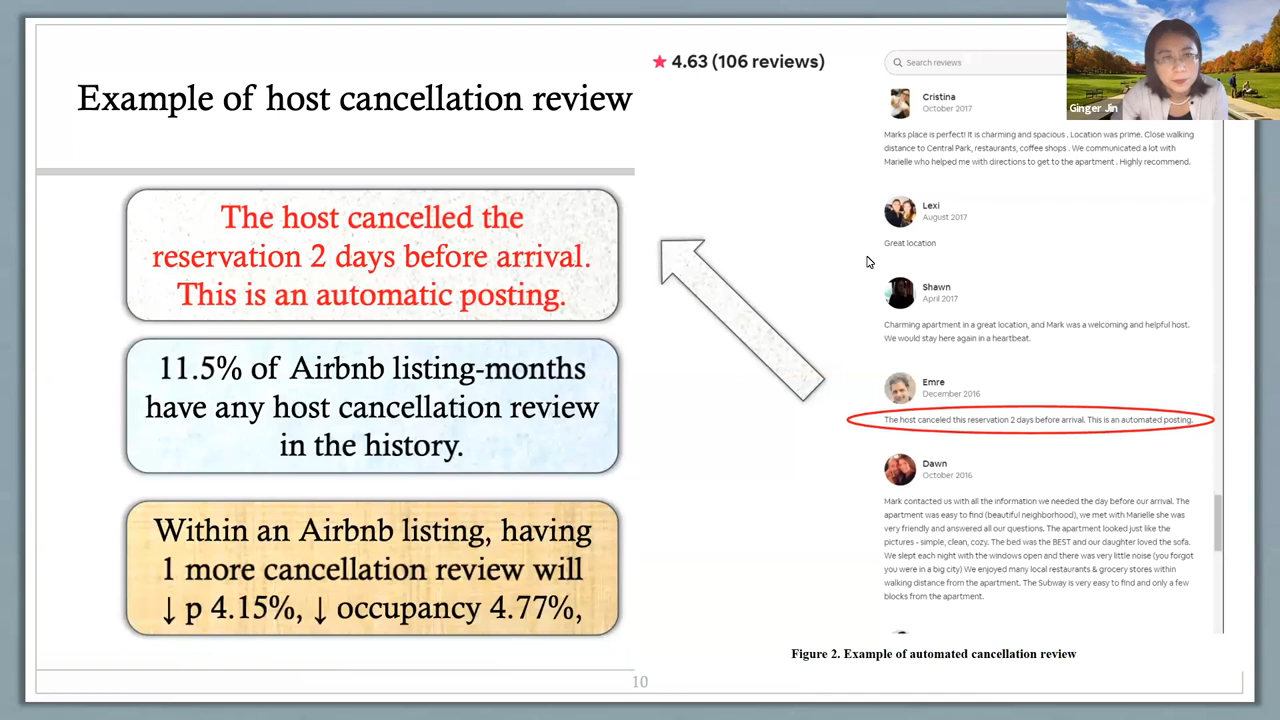 Example of host cancellation review
The host cancelled the
reservation 2 days before arrival.
This is an automatic posting.
11.5% of Airbnb listing-months
have any host cancellation review
in the history.
Within an Airbnb listing, having
1 more cancellation review will
↓ p 4.15%, ↓ occupancy 4.77%,
4.63 (106 reviews)
Search reviews
Cristina
October 2017
Marks place is perfect! It is charming and spacious . Location was prime. Close walking
distance to Central Park, restaurants, coffee shops . We communicated a lot with
Marielle who helped me with directions to get to the apartment . Highly recommend.
Lexi
August 2017
Great location
Shawn
April 2017
Charming apartment in a great location, and Mark was a welcoming and helpful host.
We would stay here again in a heartbeat.
Emre
December 2016
The host canceled this reservation 2 days before arrival. This is an automated posting.
Dawn
October 2016
Mark contacted us with all the information we needed the day before our arrival. The
apartment was easy to find (beautiful neighborhood), we met with Marielle she was
very friendly and answered all our questions. The apartment looked just like the
pictures - simple, clean, cozy. The bed was the BEST and our daughter loved the sofa.
We slept each night with the windows open and there was very little noise (you forgot
you were in a big city) We enjoyed many local restaurants & grocery stores within
walking distance from the apartment. The Subway is very easy to find and only a few
blocks from the apartment.
Figure 2. Example of automated cancellation review
10
Ginger Jin